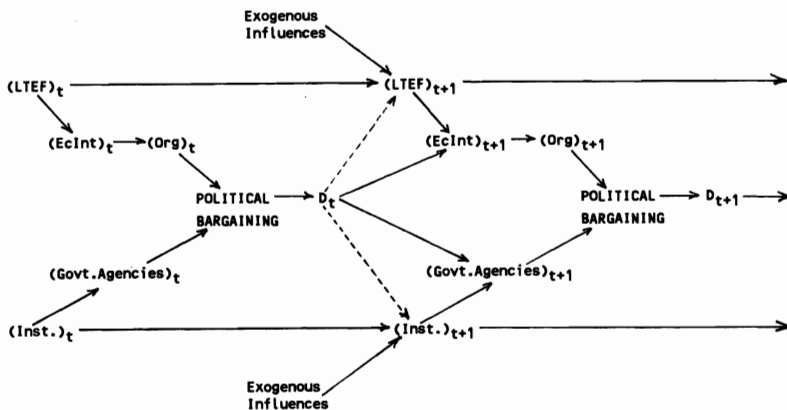 Exogenous
Influences
(LTEF)t
(LTEF)t+1
(EcInt)t
(Org)t
(EcInt)t+1
(Org)t+1
POLITICAL
BARGAINING
Dt
POLITICAL
BARGAINING
Dt+1
(Govt.Agencies)t
(Govt.Agencies)t+1
(Inst.)t
(Inst.)t+1
Exogenous
Influences